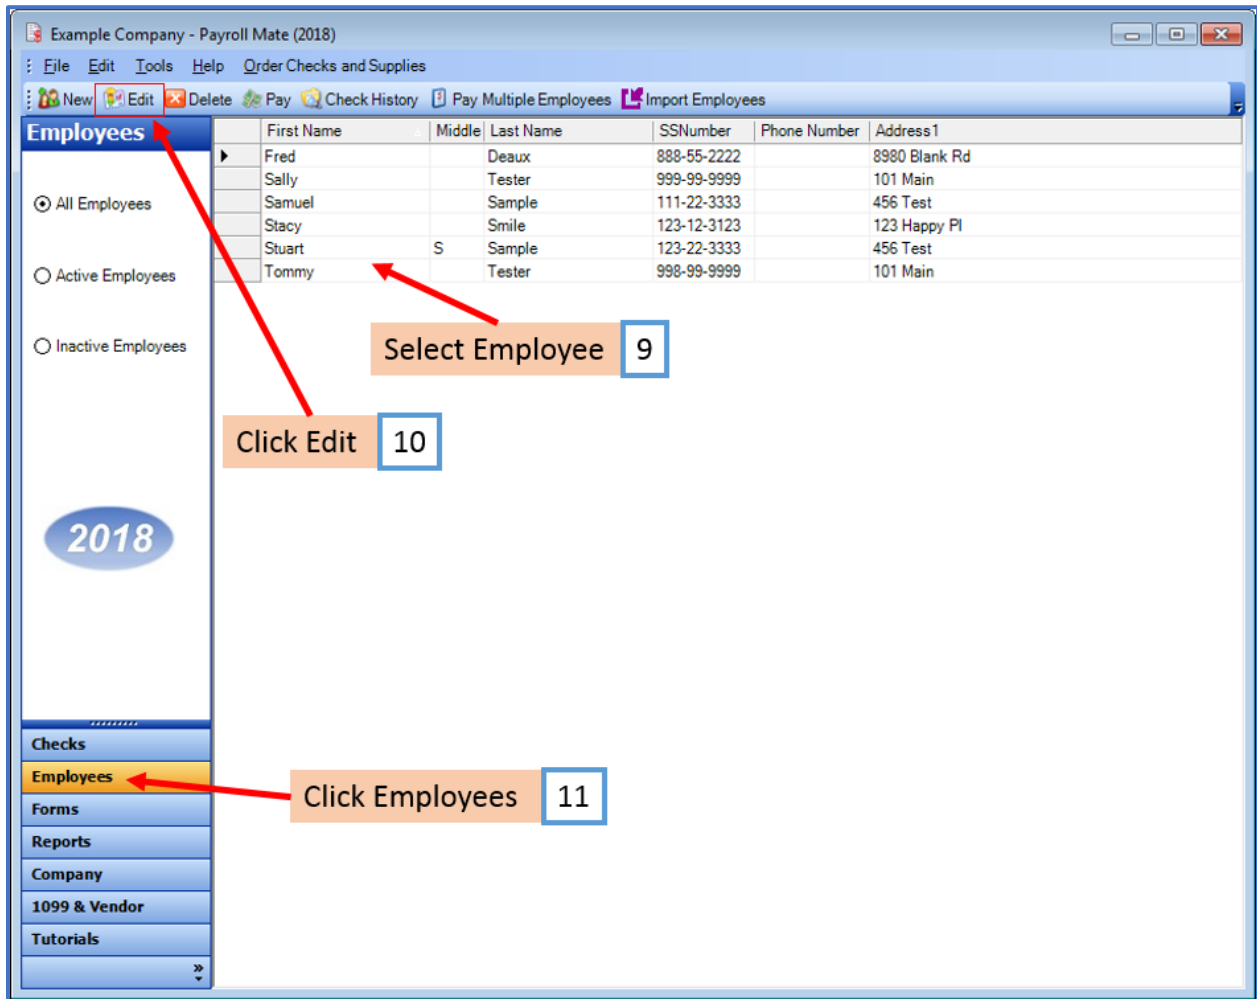 Example Company - Payroll Mate (2018)
File Edit Tools Help Order Checks and Supplies
New Edit Delete Pay Check History Pay Multiple Employees Import Employees
Employees
First Name Middle Last Name SSNumber Phone Number Address1
Fred Deaux 888-55-2222 8980 Blank Rd
Sally Tester 999-99-9999 101 Main
Samuel Sample 111-22-3333 456 Test
Stacy Smile 123-12-3123 123 Happy Pl
Stuart S Sample 123-22-3333 456 Test
Tommy Tester 998-99-9999 101 Main
All Employees
Active Employees
Inactive Employees
Select Employee 9
Click Edit 10
2018
Checks
Employees
Forms
Reports
Company
1099 & Vendor
Tutorials
Click Employees 11